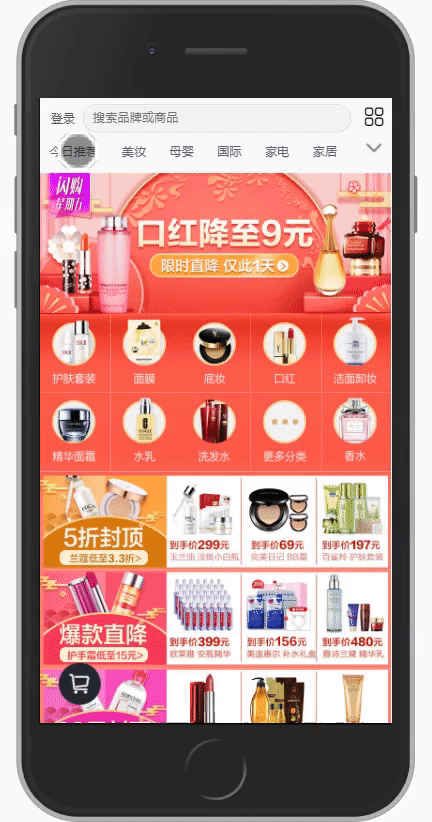 登录
搜索品牌或商品
今日推荐
美妆
母婴
国际
家电
家居
闪购
星期五
口红降至9元
限时直降 仅此1天
护肤套装
面膜
底妆
口红
洁面卸妆
精华面霜
水乳
洗发水
更多分类
香水
5折封顶
兰蔻低至3.3折>
到手价299元
玉兰油 淡斑小白瓶
到手价69元
完美日记 BB霜
到手价197元
百雀羚 护肤套装
爆款直降
护手霜低至15元>
到手价399元
欧莱雅 安瓶精华
到手价156元
美迪惠尔 补水礼盒
到手价480元
雅诗兰黛 精华乳